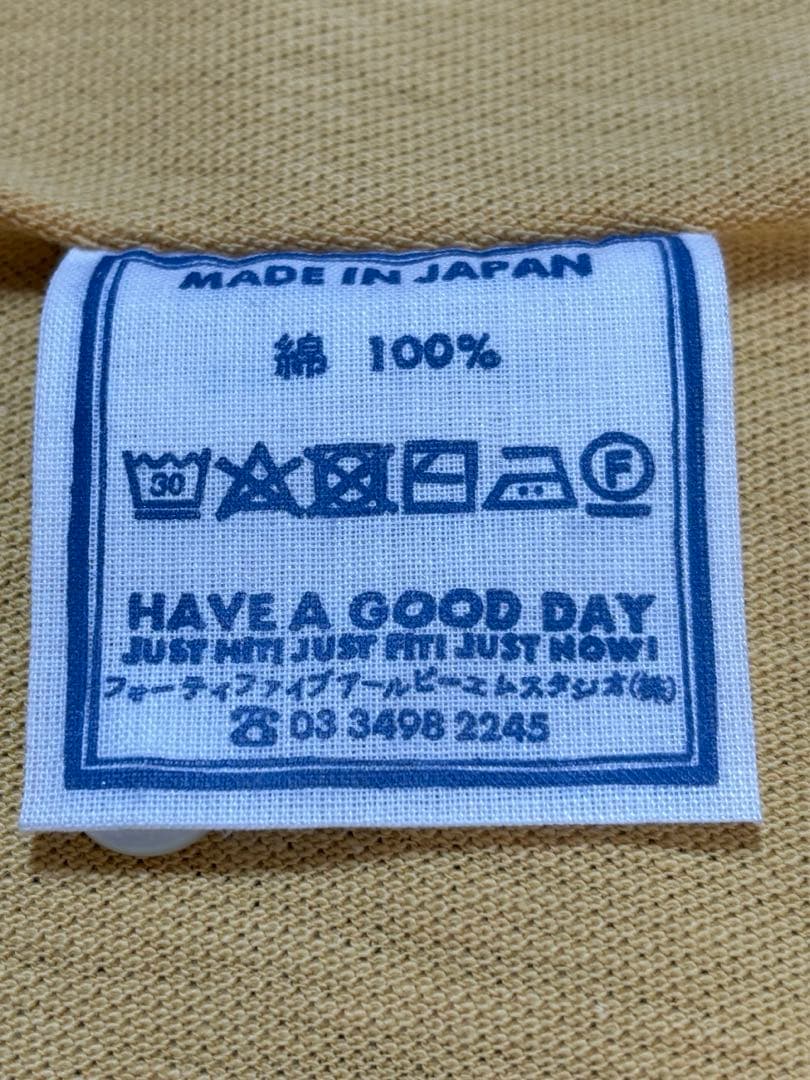 MADE IN JAPAN
綿 100%
30 F
HAVE A GOOD DAY
JUST HIT! JUST FIT! JUST NOW!
フォーティファイブアールピーエムスタジオ(株)
☎ 03 3498 2245